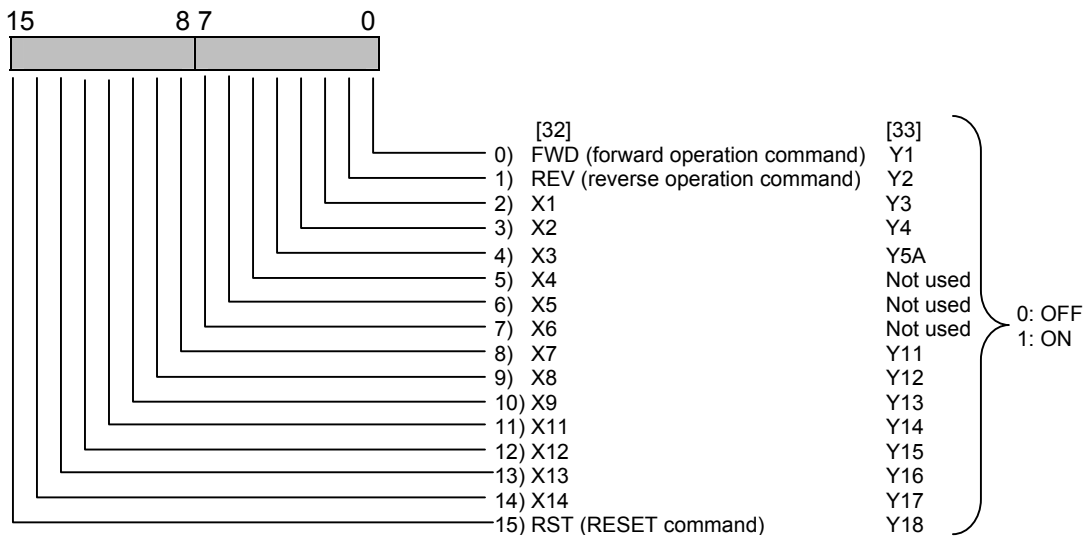 15 8 7 0
[32] [33]
0) FWD (forward operation command) Y1
1) REV (reverse operation command) Y2
2) X1 Y3
3) X2 Y4
4) X3 Y5A
5) X4 Not used
6) X5 Not used
7) X6 Not used
8) X7 Y11
9) X8 Y12
10) X9 Y13
11) X11 Y14
12) X12 Y15
13) X13 Y16
14) X14 Y17
15) RST (RESET command) Y18
0: OFF
1: ON